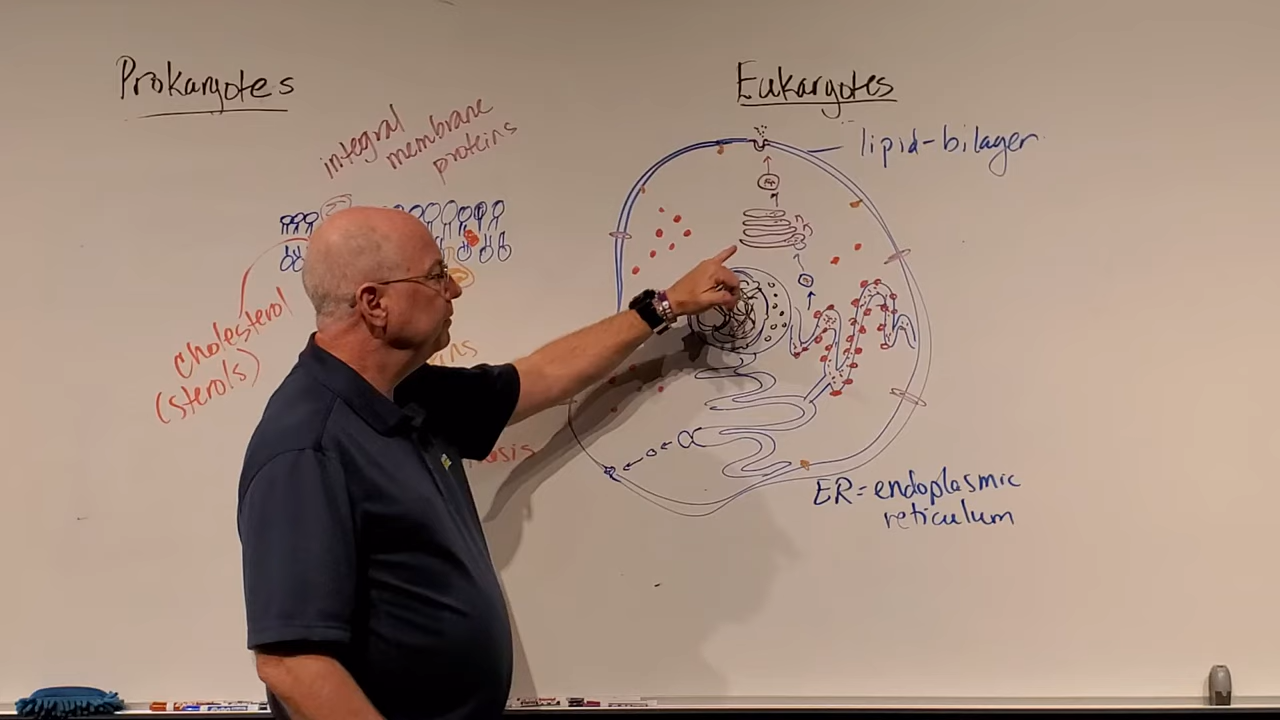 Prokaryotes
integral
membrane
proteins
cholesterol
(sterols)
Eukaryotes
lipid-bilayer
ER=endoplasmic
reticulum